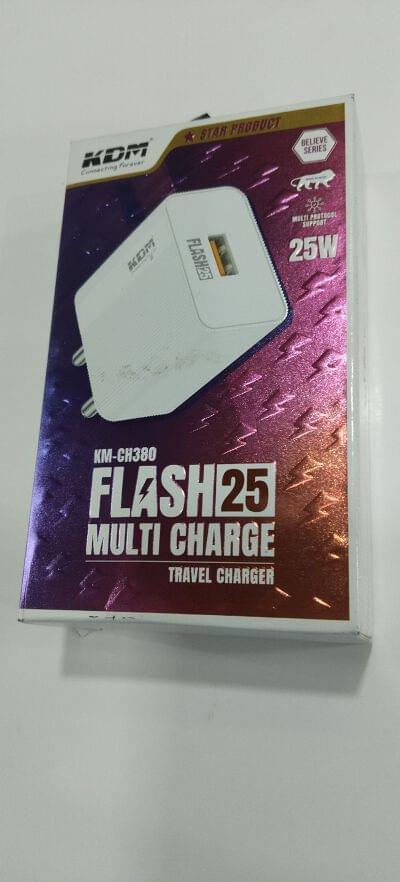 KDM
Connecting forever
STAR PRODUCT
BELIEVE
SERIES
MULTI PROTOCOL
SUPPORT
25W
KDM
FLASH25
KM-CH380
FLASH25
MULTI CHARGE
TRAVEL CHARGER